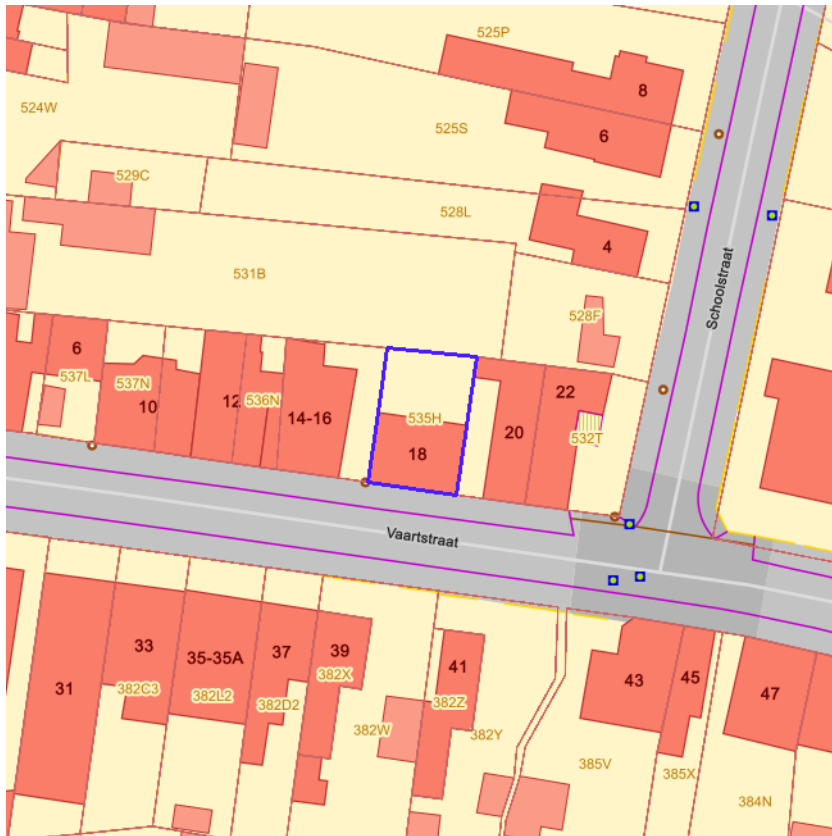 525P
8
524W
525S
6
529C
528L
4
531B
Schoolstraat
528F
6
537L
537N
10
12
536N
14-16
535H
18
20
22
532T
Vaartstraat
31
33
382C3
35-35A
382L2
37
382D2
39
382X
41
382Z
382W
382Y
43
45
47
385V
385X
384N